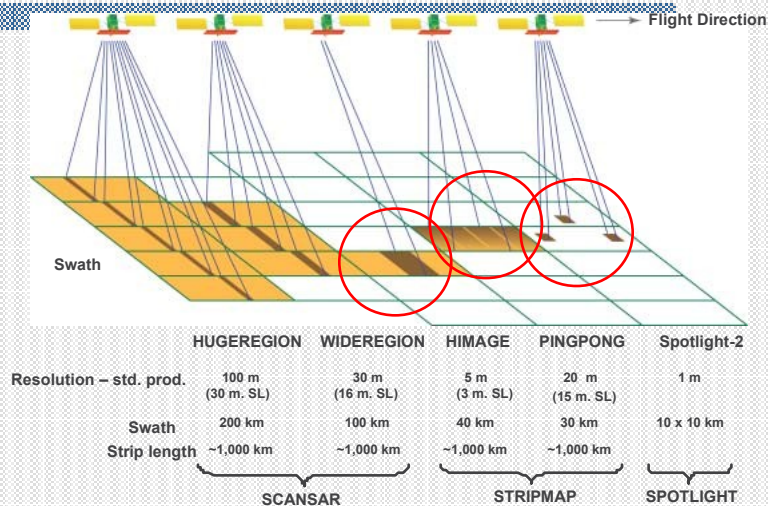 Flight Direction
Swath
HUGEREGION WIDEREGION HIMAGE PINGPONG Spotlight-2
Resolution – std. prod. 100 m 30 m 5 m 20 m 1 m
(30 m. SL) (16 m. SL) (3 m. SL) (15 m. SL)
Swath 200 km 100 km 40 km 30 km 10 x 10 km
Strip length ~1,000 km ~1,000 km ~1,000 km ~1,000 km
SCANSAR STRIPMAP SPOTLIGHT